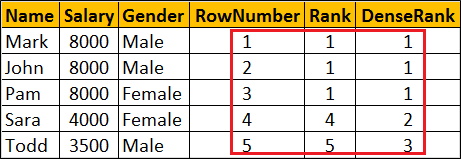 Name Salary Gender RowNumber Rank DenseRank
Mark 8000 Male 1 1 1
John 8000 Male 2 1 1
Pam 8000 Female 3 1 1
Sara 4000 Female 4 4 2
Todd 3500 Male 5 5 3